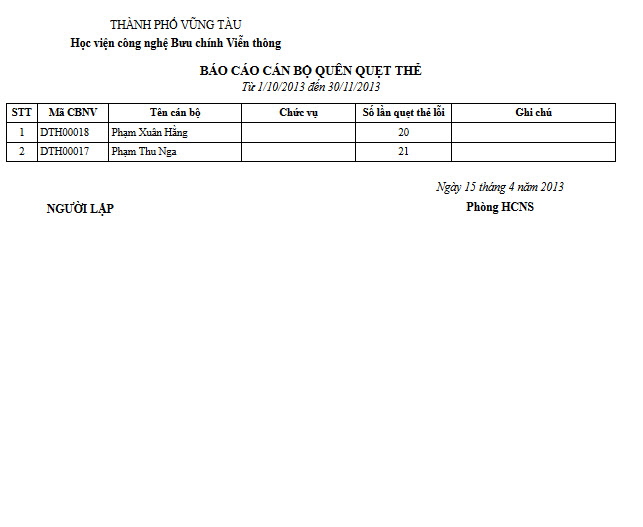 THÀNH PHỐ VŨNG TÀU
Học viện công nghệ Bưu chính Viễn thông
BÁO CÁO CÁN BỘ QUÊN QUẸT THẺ
Từ 1/10/2013 đến 30/11/2013
STT Mã CBNV Tên cán bộ Chức vụ Số lần quẹt thẻ lỗi Ghi chú
1 DTH00018 Phạm Xuân Hằng 20
2 DTH00017 Phạm Thu Nga 21
Ngày 15 tháng 4 năm 2013
NGƯỜI LẬP Phòng HCNS